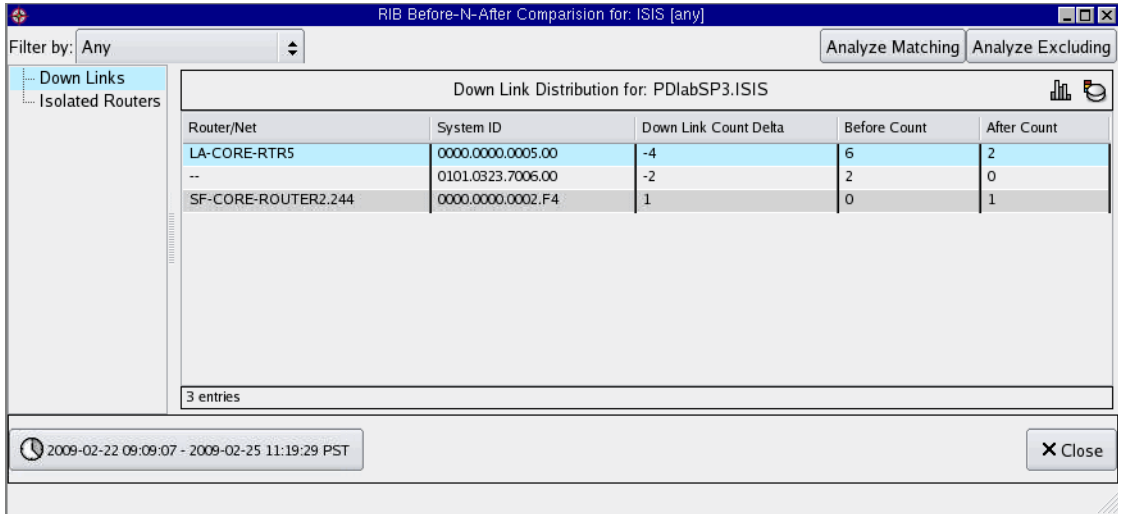 RIB Before-N-After Comparision for: ISIS [any]
Filter by: Any Analyze Matching Analyze Excluding
Down Links
Isolated Routers
Down Link Distribution for: PDlabSP3.ISIS
Router/Net System ID Down Link Count Delta Before Count After Count
LA-CORE-RTR5 0000.0000.0005.00 -4 6 2
-- 0101.0323.7006.00 -2 2 0
SF-CORE-ROUTER2.244 0000.0000.0002.F4 1 0 1
3 entries
2009-02-22 09:09:07 - 2009-02-25 11:19:29 PST Close